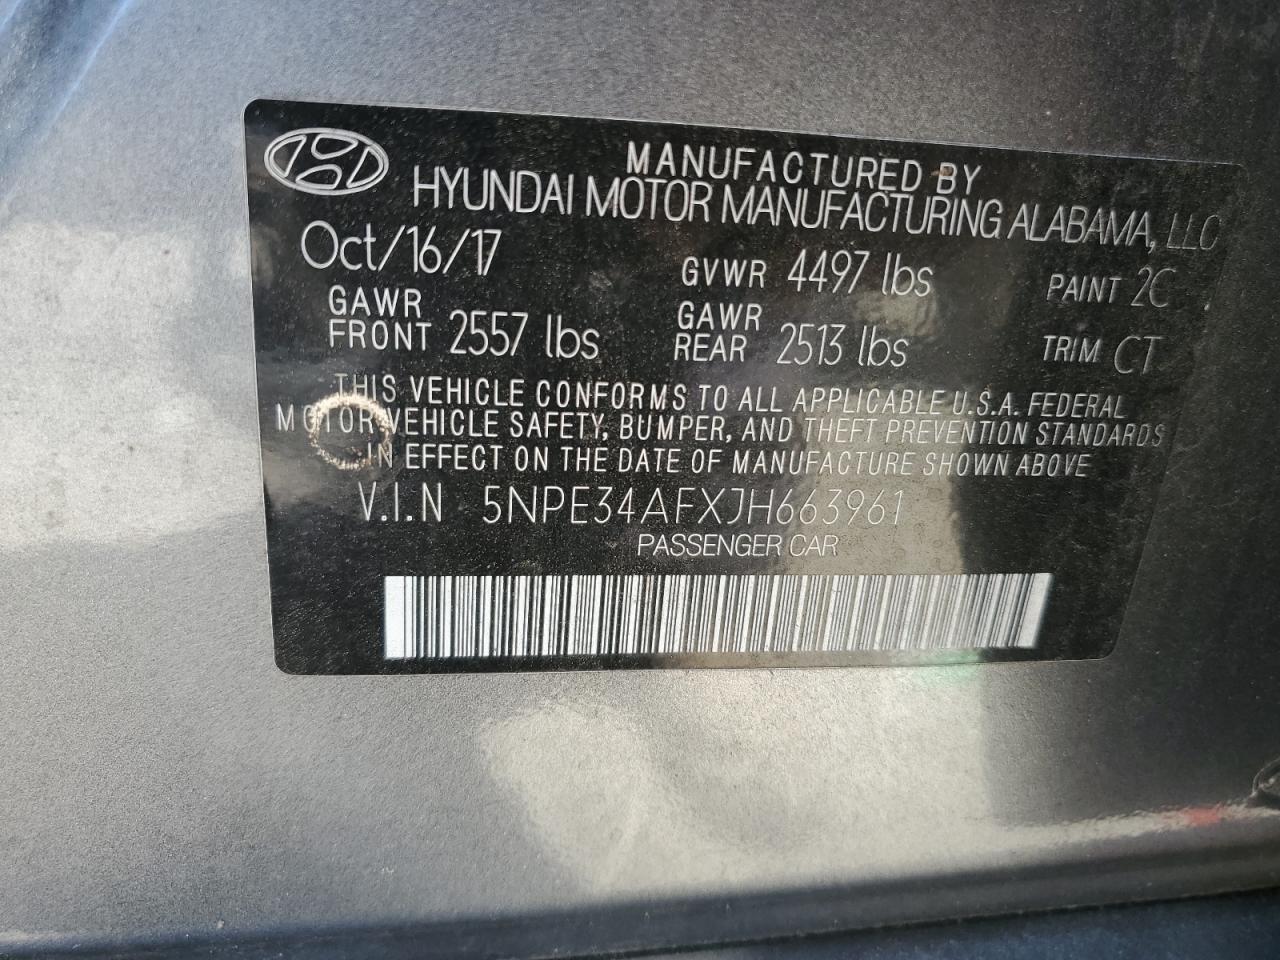 MANUFACTURED BY
HYUNDAI MOTOR MANUFACTURING ALABAMA, LLC
Oct/16/17 GVWR 4497 lbs PAINT 2C
GAWR FRONT 2557 lbs GAWR REAR 2513 lbs TRIM CT
THIS VEHICLE CONFORMS TO ALL APPLICABLE U.S.A. FEDERAL
MOTOR VEHICLE SAFETY, BUMPER, AND THEFT PREVENTION STANDARDS
IN EFFECT ON THE DATE OF MANUFACTURE SHOWN ABOVE
V.I.N 5NPE34AFXJH663961
PASSENGER CAR